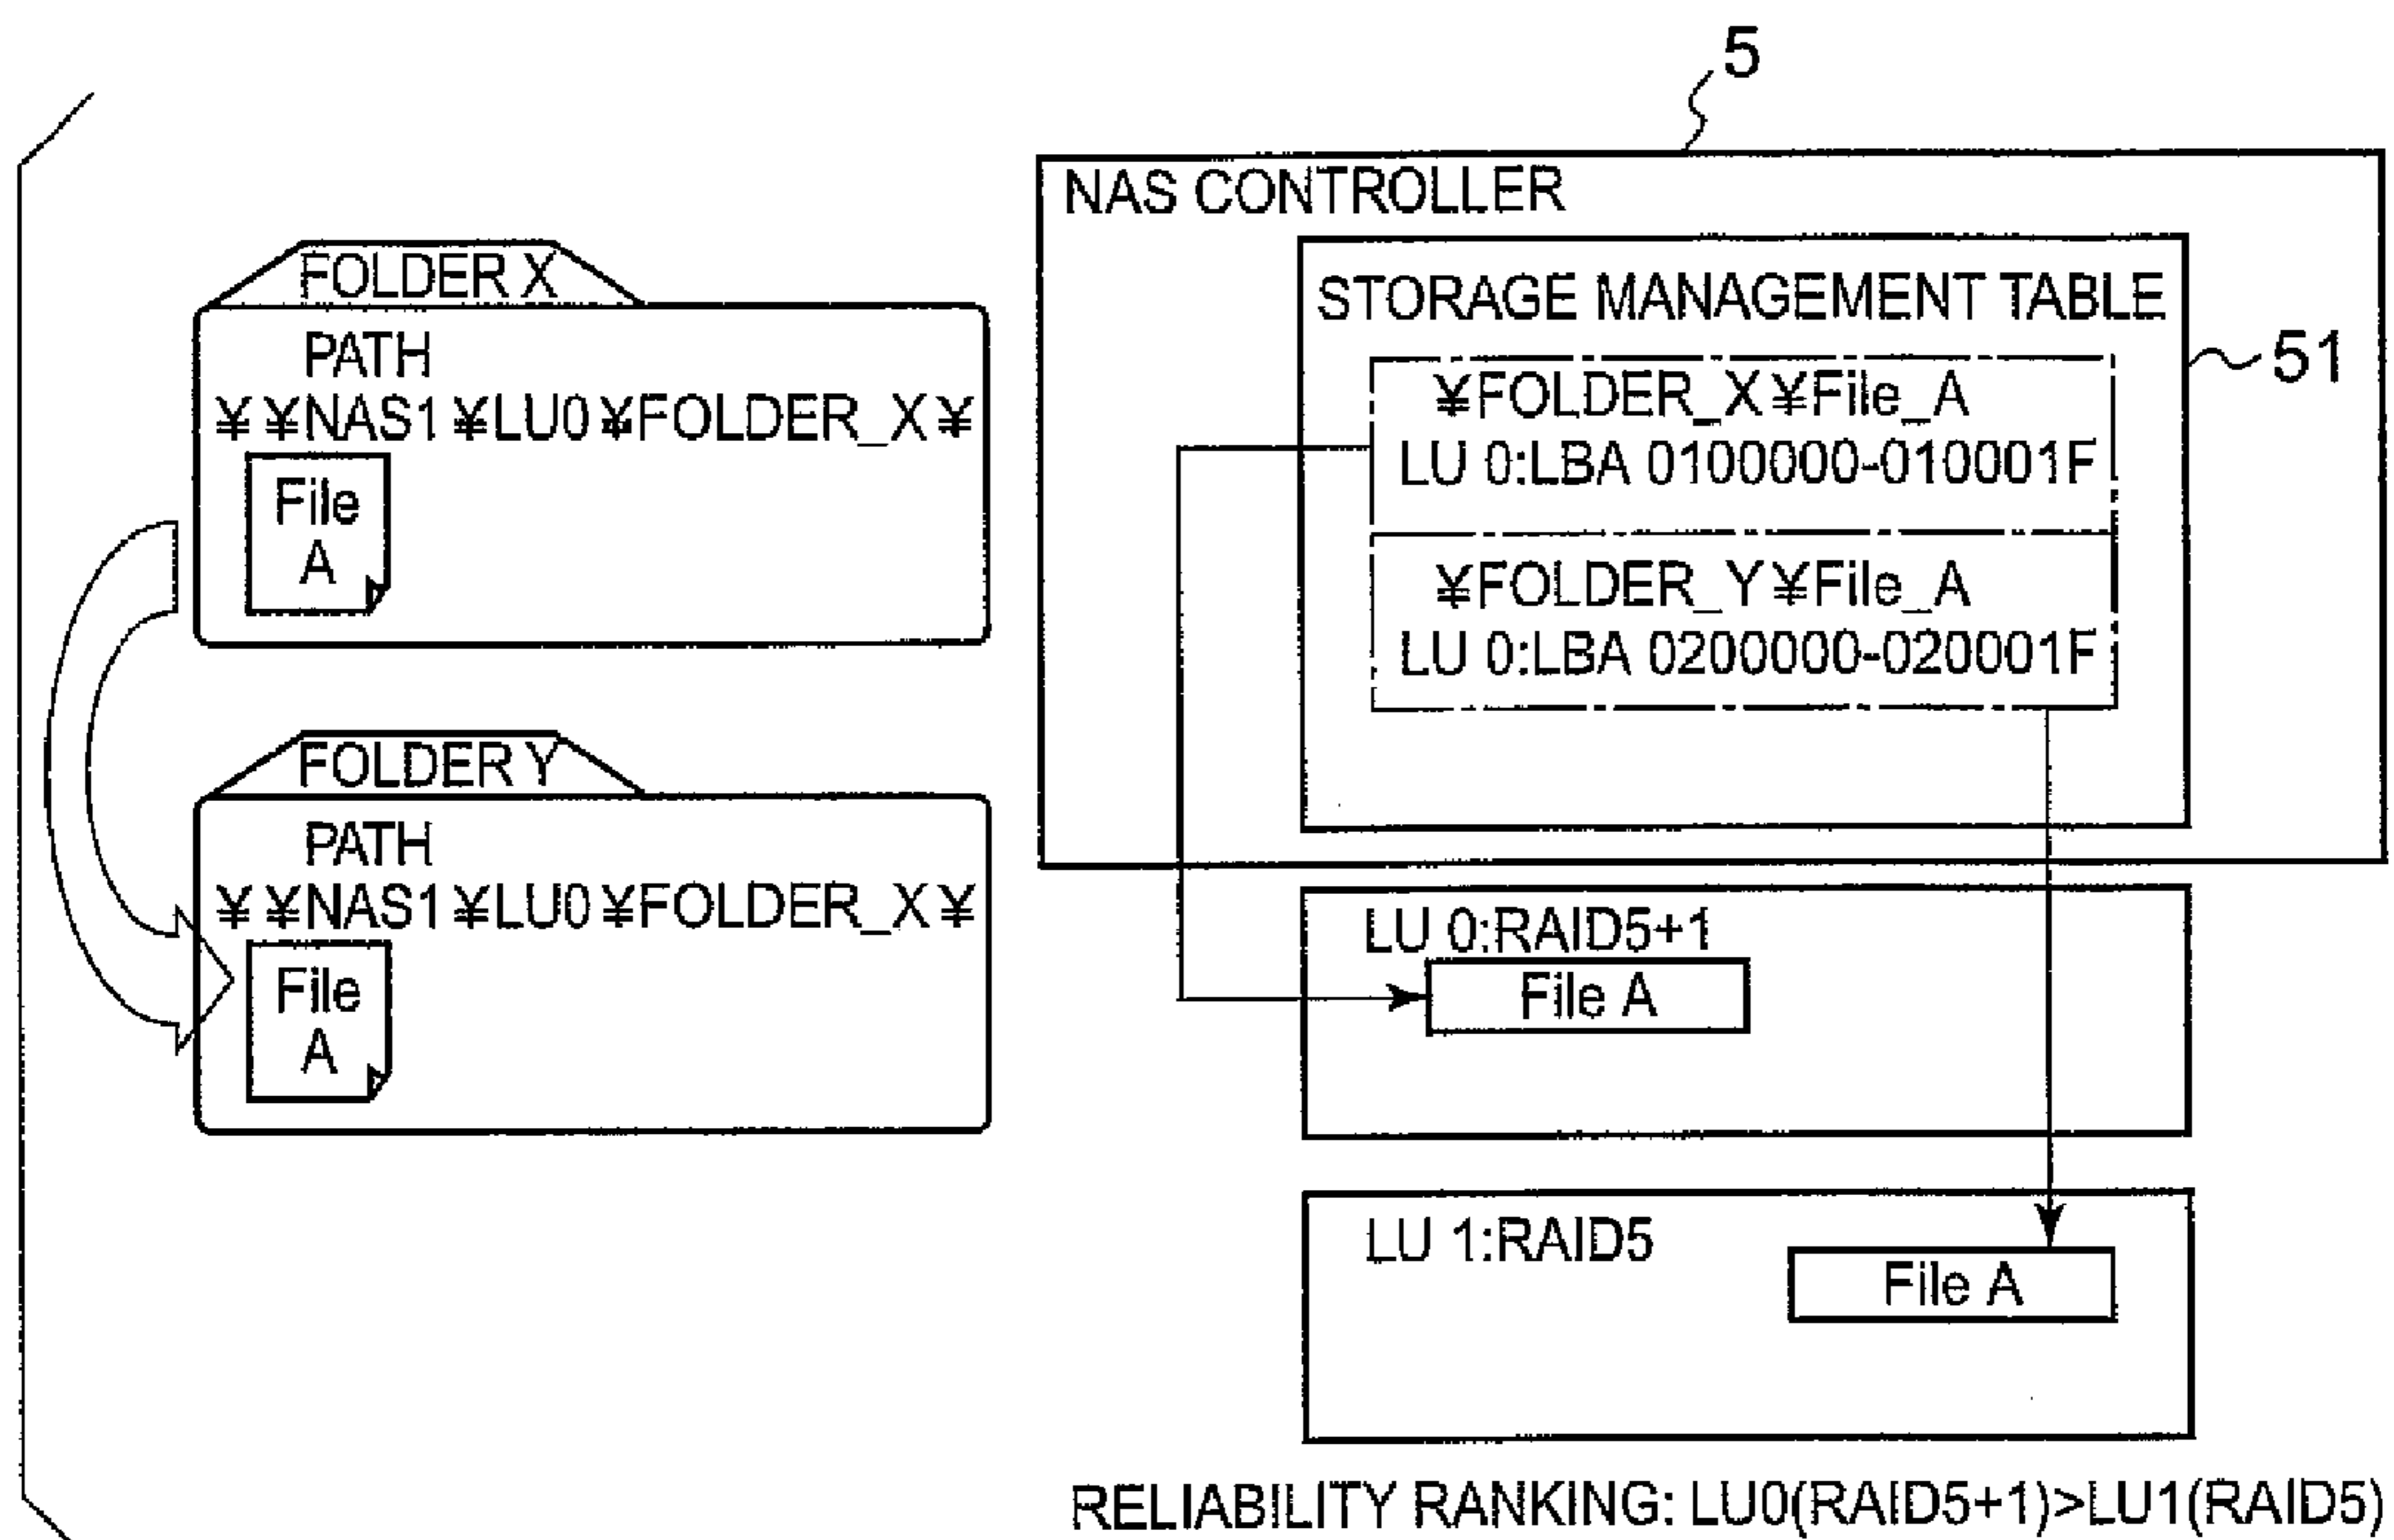 5
NAS CONTROLLER
FOLDER X
PATH
¥ ¥NAS1 ¥LU0 ¥FOLDER_X ¥
File
A
STORAGE MANAGEMENT TABLE
51
¥FOLDER_X ¥File_A
LU 0:LBA 0100000-010001F
¥FOLDER_Y ¥File_A
LU 0:LBA 0200000-020001F
FOLDER Y
PATH
¥ ¥NAS1 ¥LU0 ¥FOLDER_X ¥
File
A
LU 0:RAID5+1
File A
LU 1:RAID5
File A
RELIABILITY RANKING: LU0(RAID5+1)>LU1(RAID5)